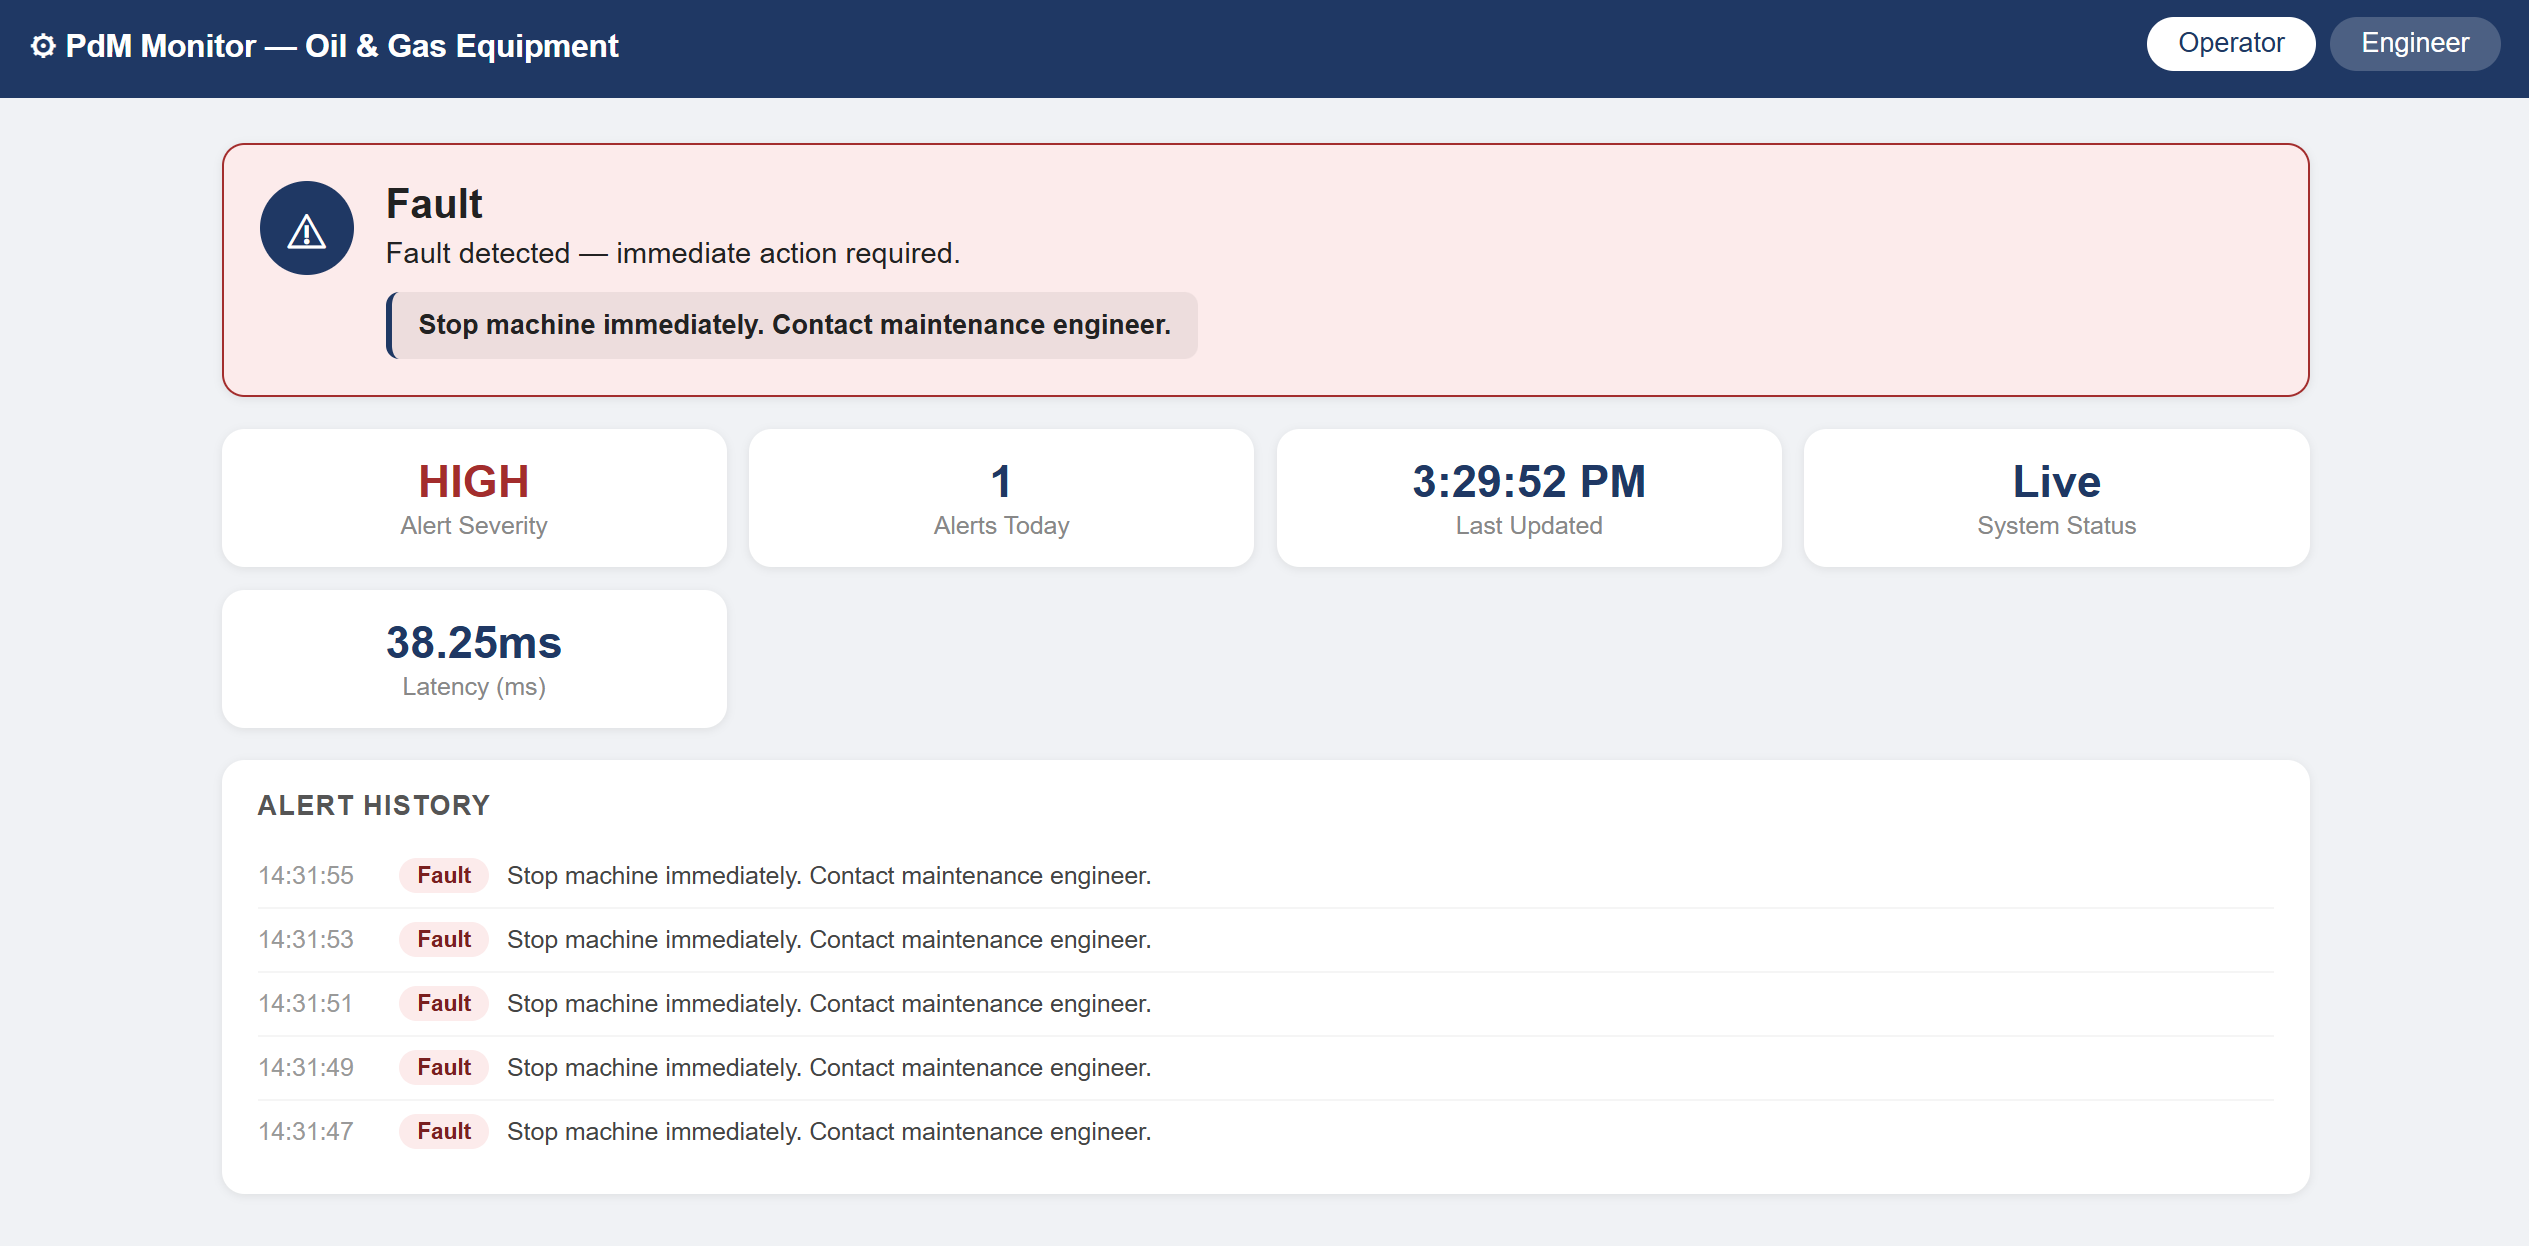 ⚙ PdM Monitor — Oil & Gas Equipment
Operator
Engineer
Fault
Fault detected — immediate action required.
Stop machine immediately. Contact maintenance engineer.
HIGH
Alert Severity
1
Alerts Today
3:29:52 PM
Last Updated
Live
System Status
38.25ms
Latency (ms)
ALERT HISTORY
14:31:55 Fault Stop machine immediately. Contact maintenance engineer.
14:31:53 Fault Stop machine immediately. Contact maintenance engineer.
14:31:51 Fault Stop machine immediately. Contact maintenance engineer.
14:31:49 Fault Stop machine immediately. Contact maintenance engineer.
14:31:47 Fault Stop machine immediately. Contact maintenance engineer.